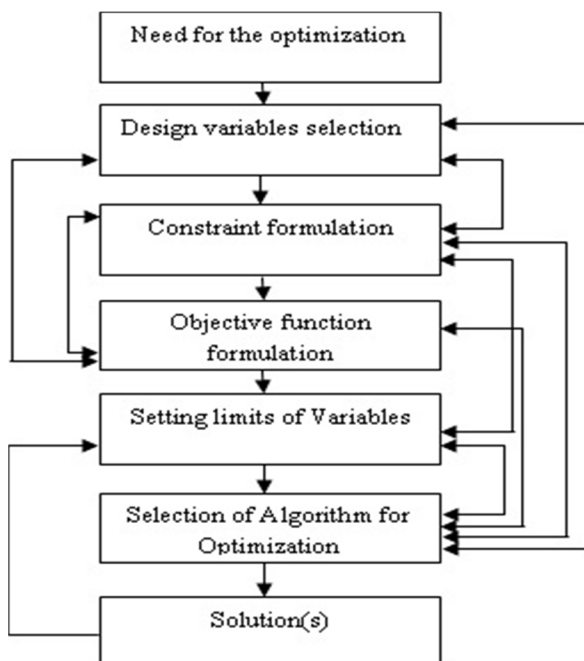 Need for the optimization
Design variables selection
Constraint formulation
Objective function
formulation
Setting limits of Variables
Selection of Algorithm for
Optimization
Solution(s)